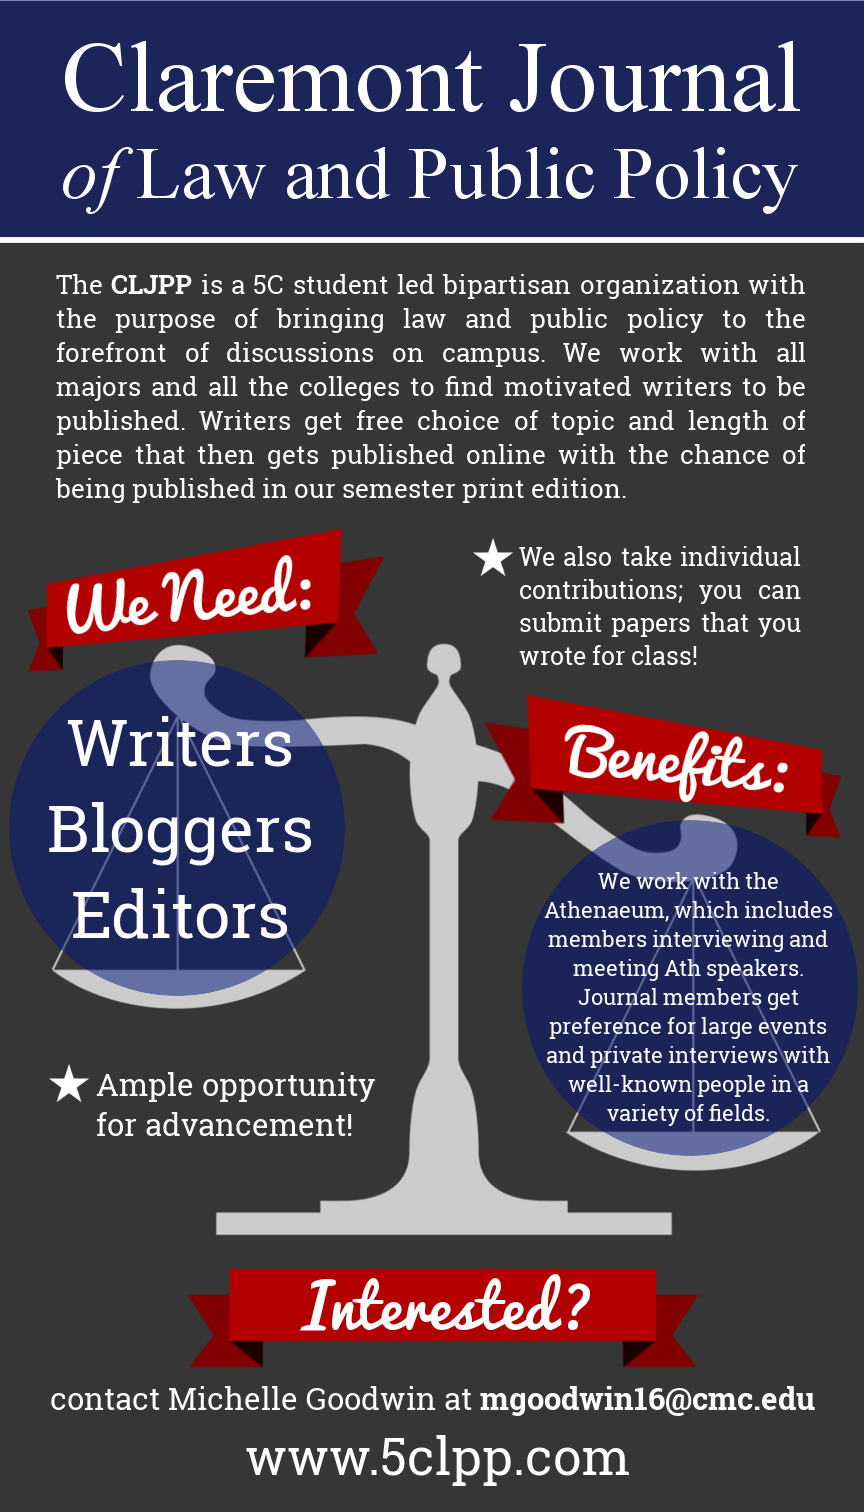 Claremont Journal
of Law and Public Policy
The CLJPP is a 5C student led bipartisan organization with
the purpose of bringing law and public policy to the
forefront of discussions on campus. We work with all
majors and all the colleges to find motivated writers to be
published. Writers get free choice of topic and length of
piece that then gets published online with the chance of
being published in our semester print edition.
We Need:
Writers
Bloggers
Editors
We also take individual
contributions; you can
submit papers that you
wrote for class!
Benefits:
We work with the
Athenaeum, which includes
members interviewing and
meeting Ath speakers.
Journal members get
preference for large events
and private interviews with
well-known people in a
variety of fields.
Ample opportunity
for advancement!
Interested?
contact Michelle Goodwin at mgoodwin16@cmc.edu
www.5clpp.com